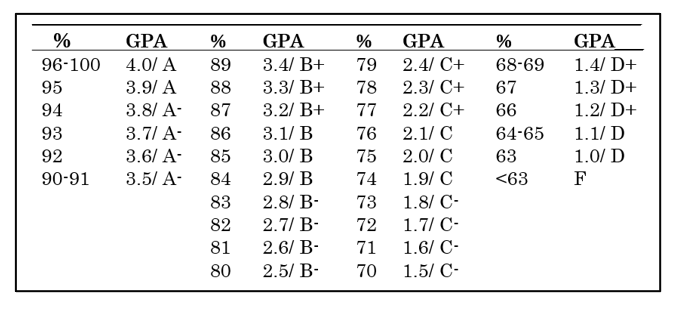 % GPA % GPA % GPA % GPA
96-100 4.0/ A 89 3.4/ B+ 79 2.4/ C+ 68-69 1.4/ D+
95 3.9/ A 88 3.3/ B+ 78 2.3/ C+ 67 1.3/ D+
94 3.8/ A- 87 3.2/ B+ 77 2.2/ C+ 66 1.2/ D+
93 3.7/ A- 86 3.1/ B 76 2.1/ C 64-65 1.1/ D
92 3.6/ A- 85 3.0/ B 75 2.0/ C 63 1.0/ D
90-91 3.5/ A- 84 2.9/ B 74 1.9/ C <63 F
83 2.8/ B- 73 1.8/ C-
82 2.7/ B- 72 1.7/ C-
81 2.6/ B- 71 1.6/ C-
80 2.5/ B- 70 1.5/ C-